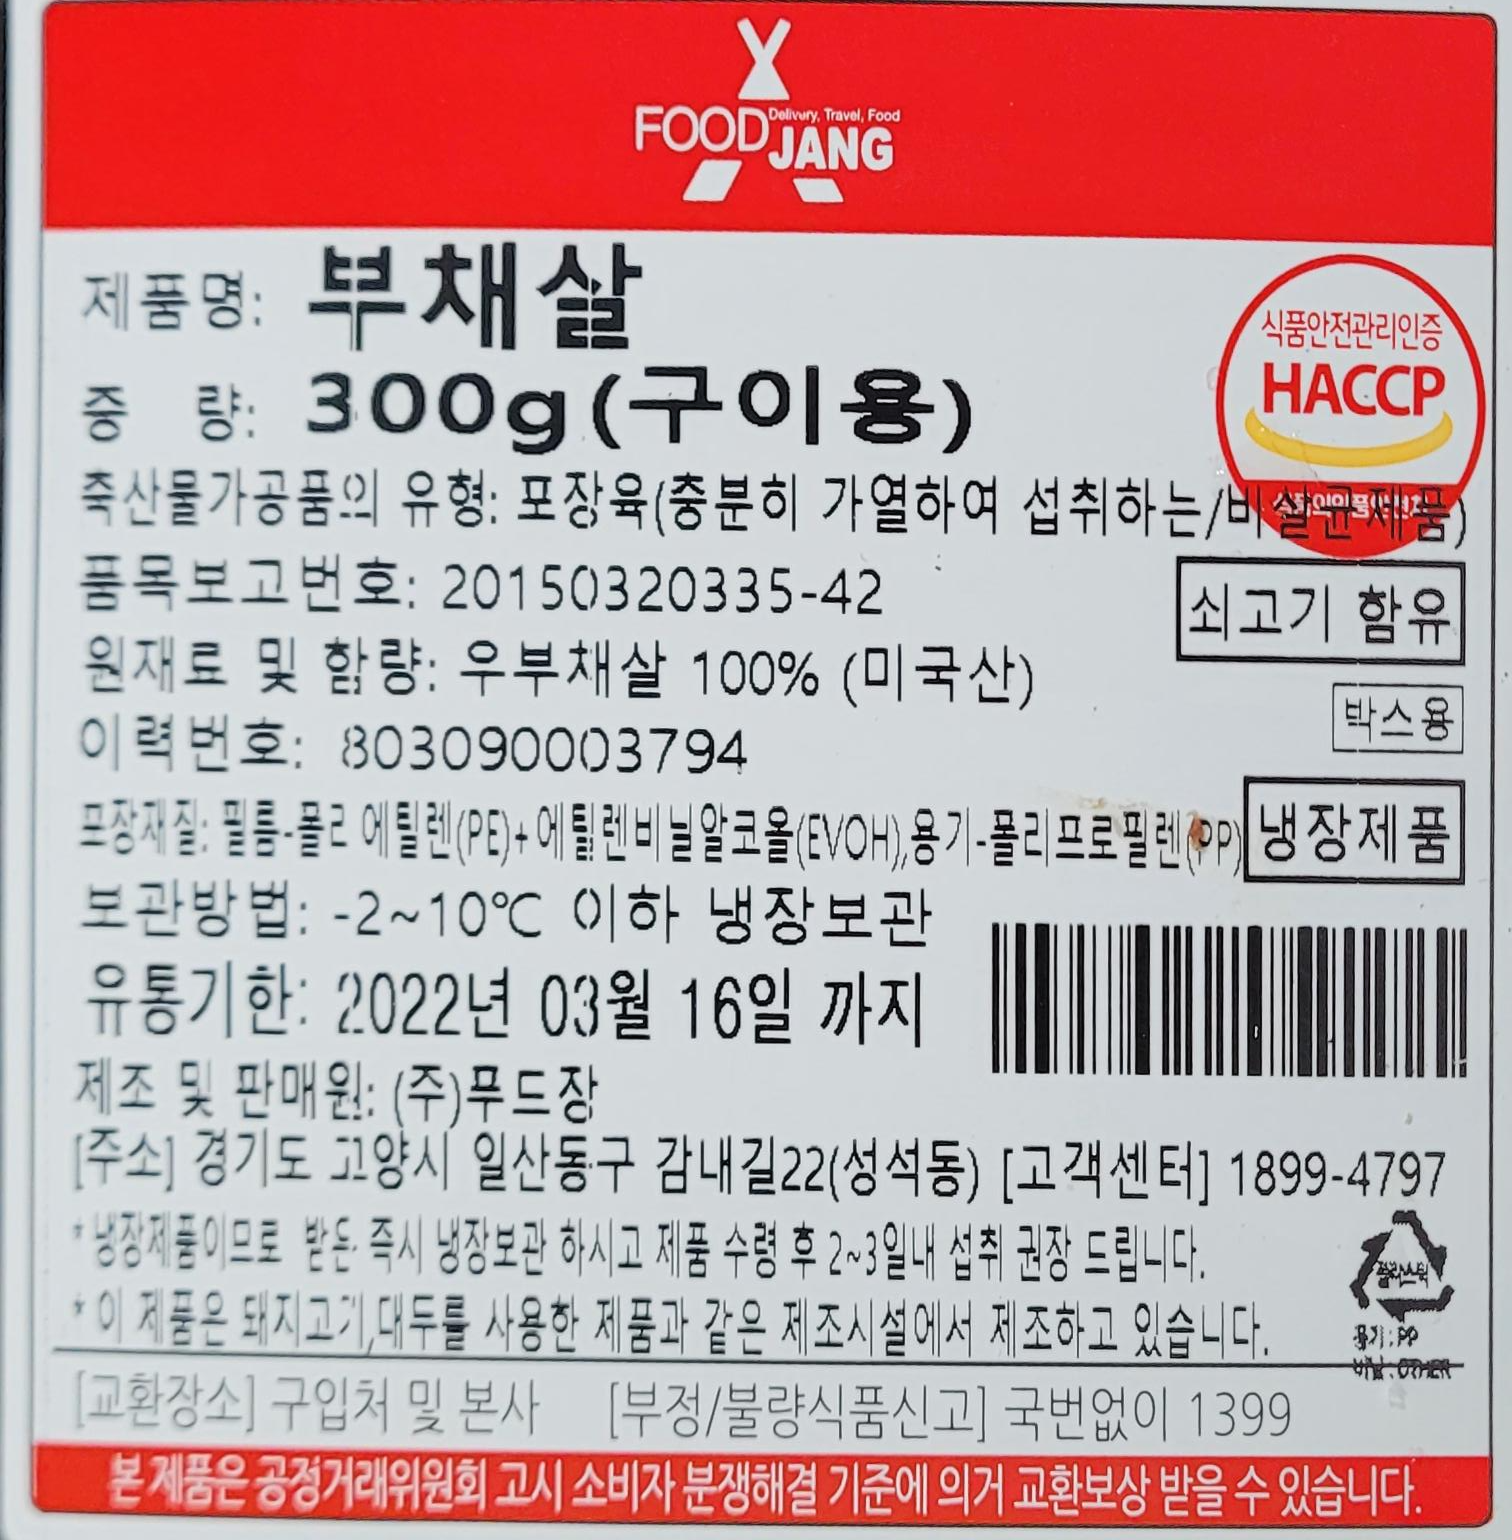 FOOD Delivery, Travel, Food
JANG
제품명: 부채살
중 량: 300g(구이용)
식품안전관리인증
HACCP
축산물가공품의 유형: 포장육(충분히 가열하여 섭취하는/비살균제품)
품목보고번호: 20150320335-42
쇠고기 함유
원재료 및 함량: 우부채살 100% (미국산)
박스용
이력번호: 803090003794
포장재질: 필름-폴리에틸렌(PE)+에틸렌비닐알코올(EVOH),용기-폴리프로필렌(PP)
냉장제품
보관방법: -2~10℃ 이하 냉장보관
유통기한: 2022년 03월 16일 까지
제조 및 판매원: (주)푸드장
[주소] 경기도 고양시 일산동구 감내길22(성석동) [고객센터] 1899-4797
*냉장제품이므로 받는 즉시 냉장보관 하시고 제품 수령 후 2~3일내 섭취 권장 드립니다.
*이 제품은 돼지고기,대두를 사용한 제품과 같은 제조시설에서 제조하고 있습니다.
플라스틱
용기:PP
[교환장소] 구입처 및 본사 [부정/불량식품신고] 국번없이 1399
본 제품은 공정거래위원회 고시 소비자 분쟁해결 기준에 의거 교환보상 받을 수 있습니다.